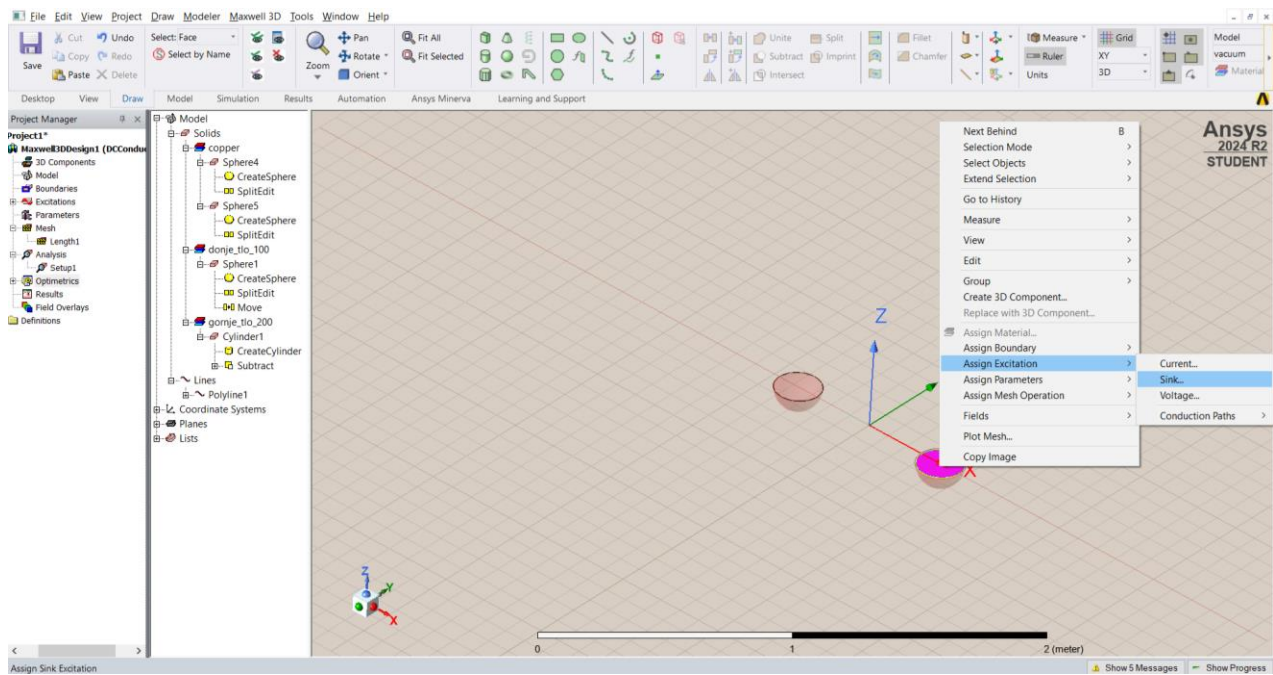 File Edit View Project Draw Modeler Maxwell 3D Tools Window Help
Save
Cut
Copy
Paste
Undo
Redo
Delete
Select: Face
Select by Name
Zoom
Pan
Rotate
Orient
Fit All
Fit Selected
Unite
Subtract
Intersect
Split
Imprint
Fillet
Chamfer
Measure
Ruler
Units
Grid
XY
3D
Model
vacuum
Material
Desktop View Draw Model Simulation Results Automation Ansys Minerva Learning and Support
Project Manager
Project1*
Maxwell3DDesign1 (DCCondu
3D Components
Model
Boundaries
Excitations
Parameters
Mesh
Length1
Analysis
Setup1
Optimetrics
Results
Field Overlays
Definitions
Model
Solids
copper
Sphere4
CreateSphere
SplitEdit
Sphere5
CreateSphere
SplitEdit
donje_tlo_100
Sphere1
CreateSphere
SplitEdit
Move
gornje_tlo_200
Cylinder1
CreateCylinder
Subtract
Lines
Polyline1
Coordinate Systems
Planes
Lists
Ansys
2024 R2
STUDENT
Next Behind B
Selection Mode
Select Objects
Extend Selection
Go to History
Measure
View
Edit
Group
Create 3D Component...
Replace with 3D Component...
Assign Material...
Assign Boundary
Assign Excitation
Assign Parameters
Assign Mesh Operation
Fields
Plot Mesh...
Copy Image
Current...
Sink...
Voltage...
Conduction Paths
Z
X
Z
Y
X
0 1 2 (meter)
Assign Sink Excitation
Show 5 Messages
Show Progress